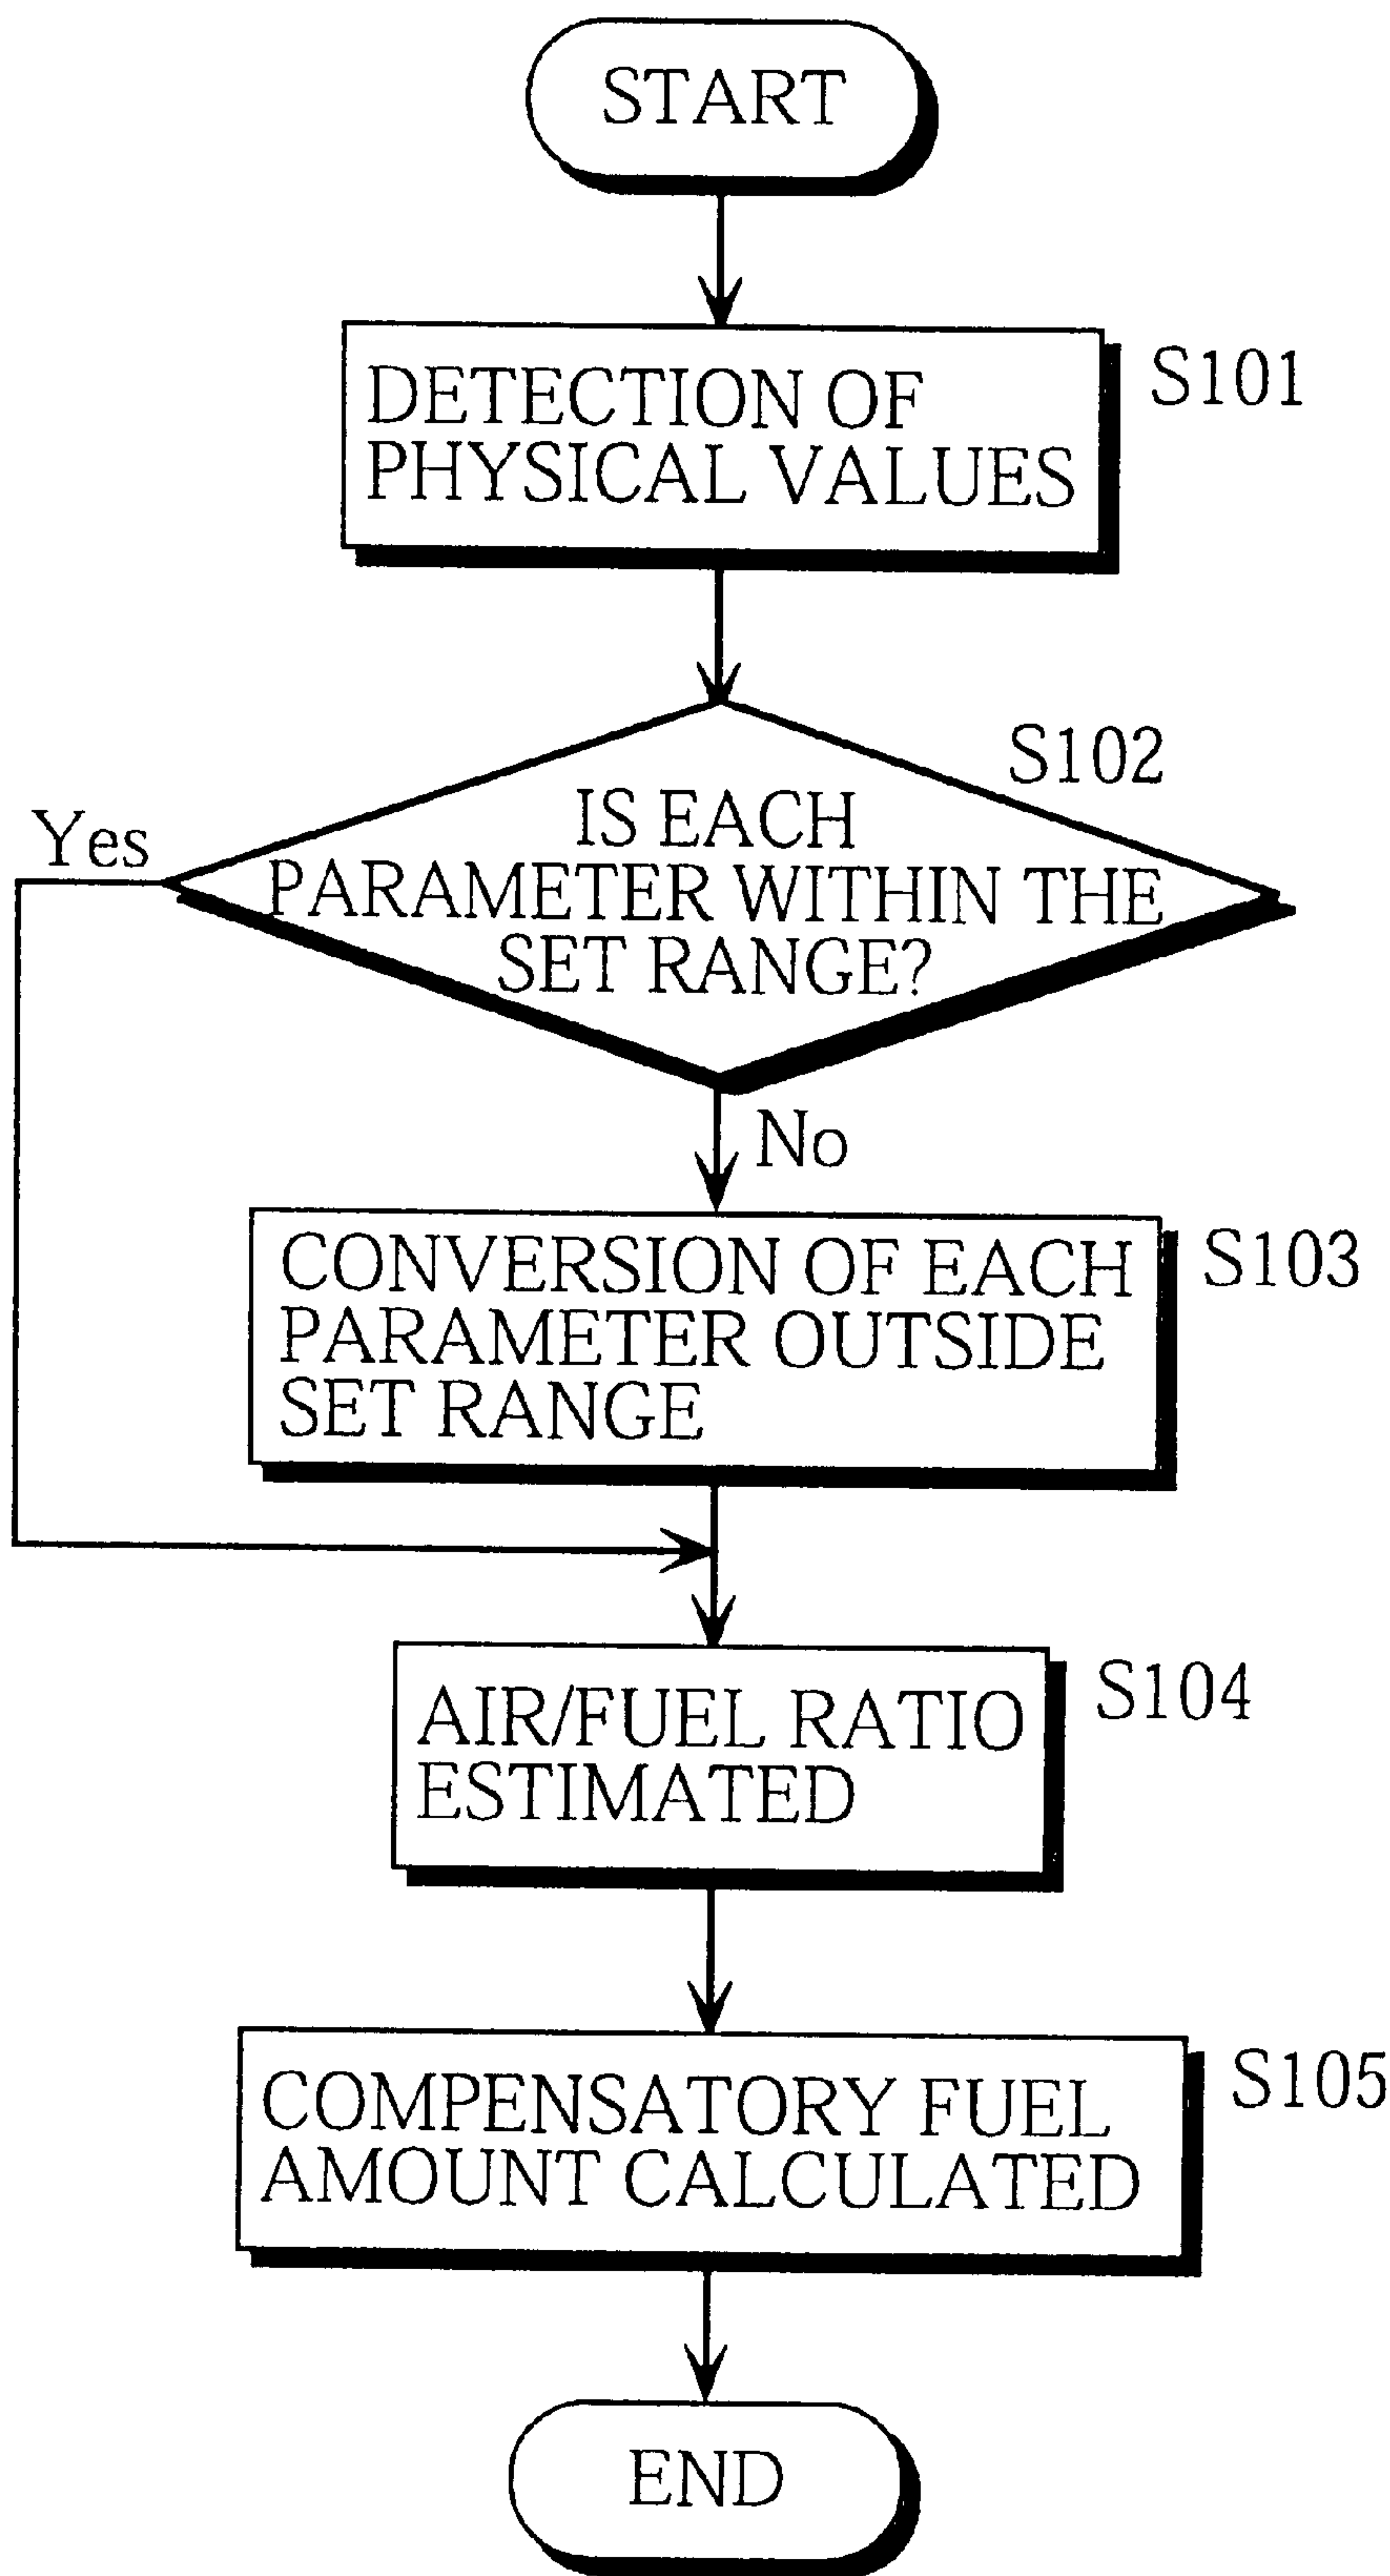 START
DETECTION OF
PHYSICAL VALUES
S101
S102
IS EACH
PARAMETER WITHIN THE
SET RANGE?
Yes
No
CONVERSION OF EACH
PARAMETER OUTSIDE
SET RANGE
S103
AIR/FUEL RATIO
ESTIMATED
S104
COMPENSATORY FUEL
AMOUNT CALCULATED
S105
END